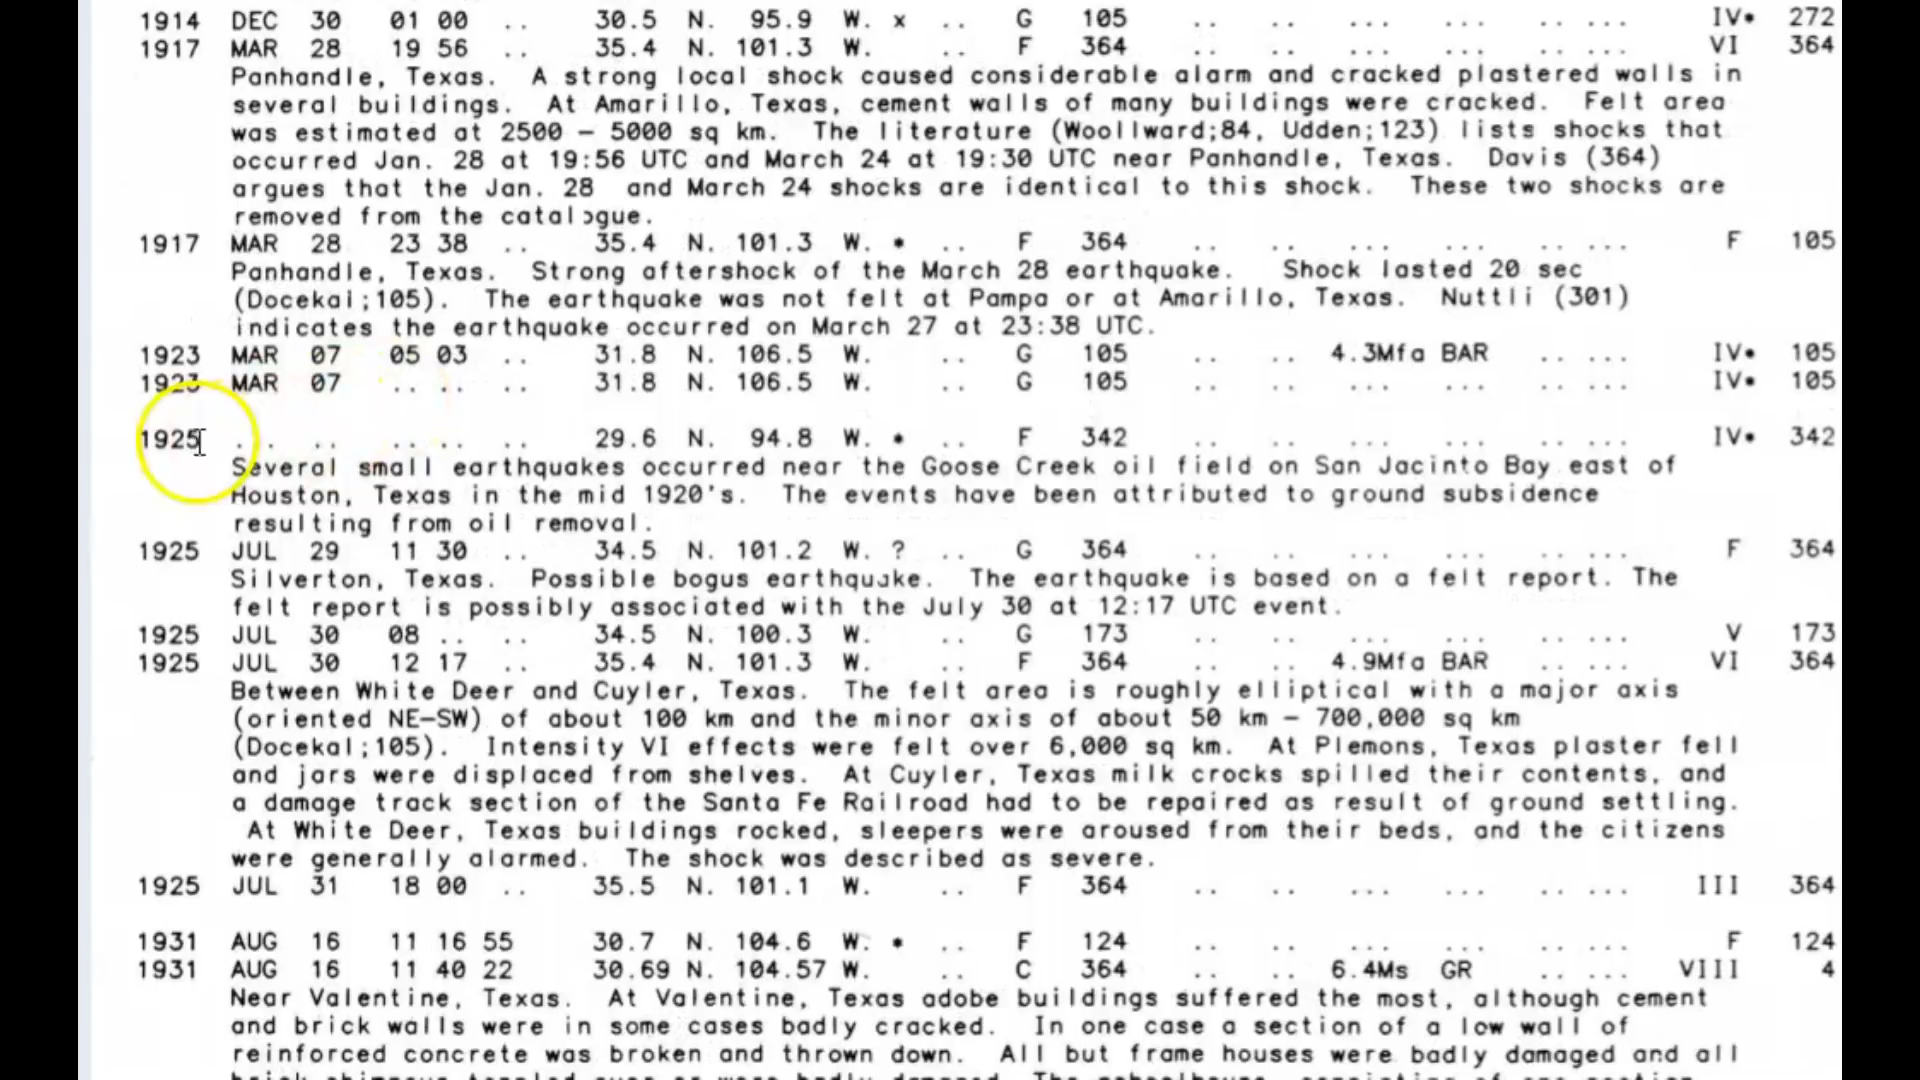 1914 DEC 30 01 00 .. 30.5 N. 95.9 W. x G 105 .. .. ... ... .. ... IV* 272
1917 MAR 28 19 56 35.4 N. 101.3 W. .. F 364 .. .. ... ... .. ... VI 364
Panhandle, Texas. A strong local shock caused considerable alarm and cracked plastered walls in
several buildings. At Amarillo, Texas, cement walls of many buildings were cracked. Felt area
was estimated at 2500 - 5000 sq km. The literature (Woollward;84, Udden;123) lists shocks that
occurred Jan. 28 at 19:56 UTC and March 24 at 19:30 UTC near Panhandle, Texas. Davis (364)
argues that the Jan. 28 and March 24 shocks are identical to this shock. These two shocks are
removed from the catalogue.
1917 MAR 28 23 38 .. 35.4 N. 101.3 W. * .. F 364 .. .. ... ... .. ... F 105
Panhandle, Texas. Strong aftershock of the March 28 earthquake. Shock lasted 20 sec
(Docekal;105). The earthquake was not felt at Pampa or at Amarillo, Texas. Nuttli (301)
indicates the earthquake occurred on March 27 at 23:38 UTC.
1923 MAR 07 05 03 .. 31.8 N. 106.5 W. .. G 105 .. .. 4.3Mfa BAR .. ... IV* 105
1923 MAR 07 .. .. .. 31.8 N. 106.5 W. .. G 105 .. .. ... ... .. ... IV* 105
1925 .. .. .. .. .. 29.6 N. 94.8 W. * .. F 342 .. .. ... ... .. ... IV* 342
Several small earthquakes occurred near the Goose Creek oil field on San Jacinto Bay east of
Houston, Texas in the mid 1920's. The events have been attributed to ground subsidence
resulting from oil removal.
1925 JUL 29 11 30 .. 34.5 N. 101.2 W. ? .. G 364 .. .. ... ... .. ... F 364
Silverton, Texas. Possible bogus earthquake. The earthquake is based on a felt report. The
felt report is possibly associated with the July 30 at 12:17 UTC event.
1925 JUL 30 08 .. .. 34.5 N. 100.3 W. .. G 173 .. .. ... ... .. ... V 173
1925 JUL 30 12 17 .. 35.4 N. 101.3 W. .. F 364 .. .. 4.9Mfa BAR .. ... VI 364
Between White Deer and Cuyler, Texas. The felt area is roughly elliptical with a major axis
(oriented NE-SW) of about 100 km and the minor axis of about 50 km - 700,000 sq km
(Docekal;105). Intensity VI effects were felt over 6,000 sq km. At Plemons, Texas plaster fell
and jars were displaced from shelves. At Cuyler, Texas milk crocks spilled their contents, and
a damage track section of the Santa Fe Railroad had to be repaired as result of ground settling.
At White Deer, Texas buildings rocked, sleepers were aroused from their beds, and the citizens
were generally alarmed. The shock was described as severe.
1925 JUL 31 18 00 .. 35.5 N. 101.1 W. .. F 364 .. .. ... ... .. ... III 364
1931 AUG 16 11 16 55 30.7 N. 104.6 W. * .. F 124 .. .. ... ... .. ... F 124
1931 AUG 16 11 40 22 30.69 N. 104.57 W. .. C 364 .. .. 6.4Ms GR .. ... VIII 4
Near Valentine, Texas. At Valentine, Texas adobe buildings suffered the most, although cement
and brick walls were in some cases badly cracked. In one case a section of a low wall of
reinforced concrete was broken and thrown down. All but frame houses were badly damaged and all